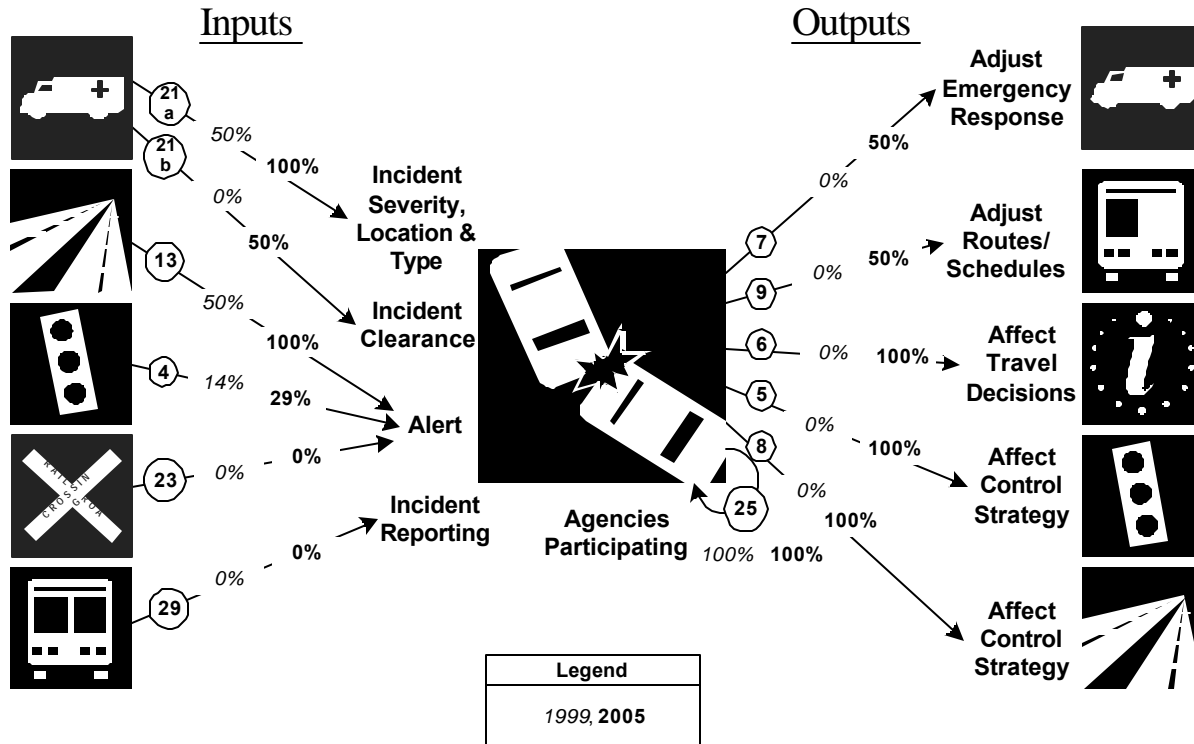 Inputs
Outputs
21
a
50%
100%
21
b
0%
50%
Incident
Severity,
Location &
Type
13
50%
100%
Incident
Clearance
4
14%
29%
Alert
23
0%
0%
RAIL
CROSSIN
GROA
29
0%
0%
Incident
Reporting
Agencies
Participating
25
100% 100%
7
0%
50%
Adjust
Emergency
Response
9
0%
50%
Adjust
Routes/
Schedules
6
0%
100%
Affect
Travel
Decisions
i
5
0%
100%
Affect
Control
Strategy
8
0%
100%
Affect
Control
Strategy
Legend
1999, 2005